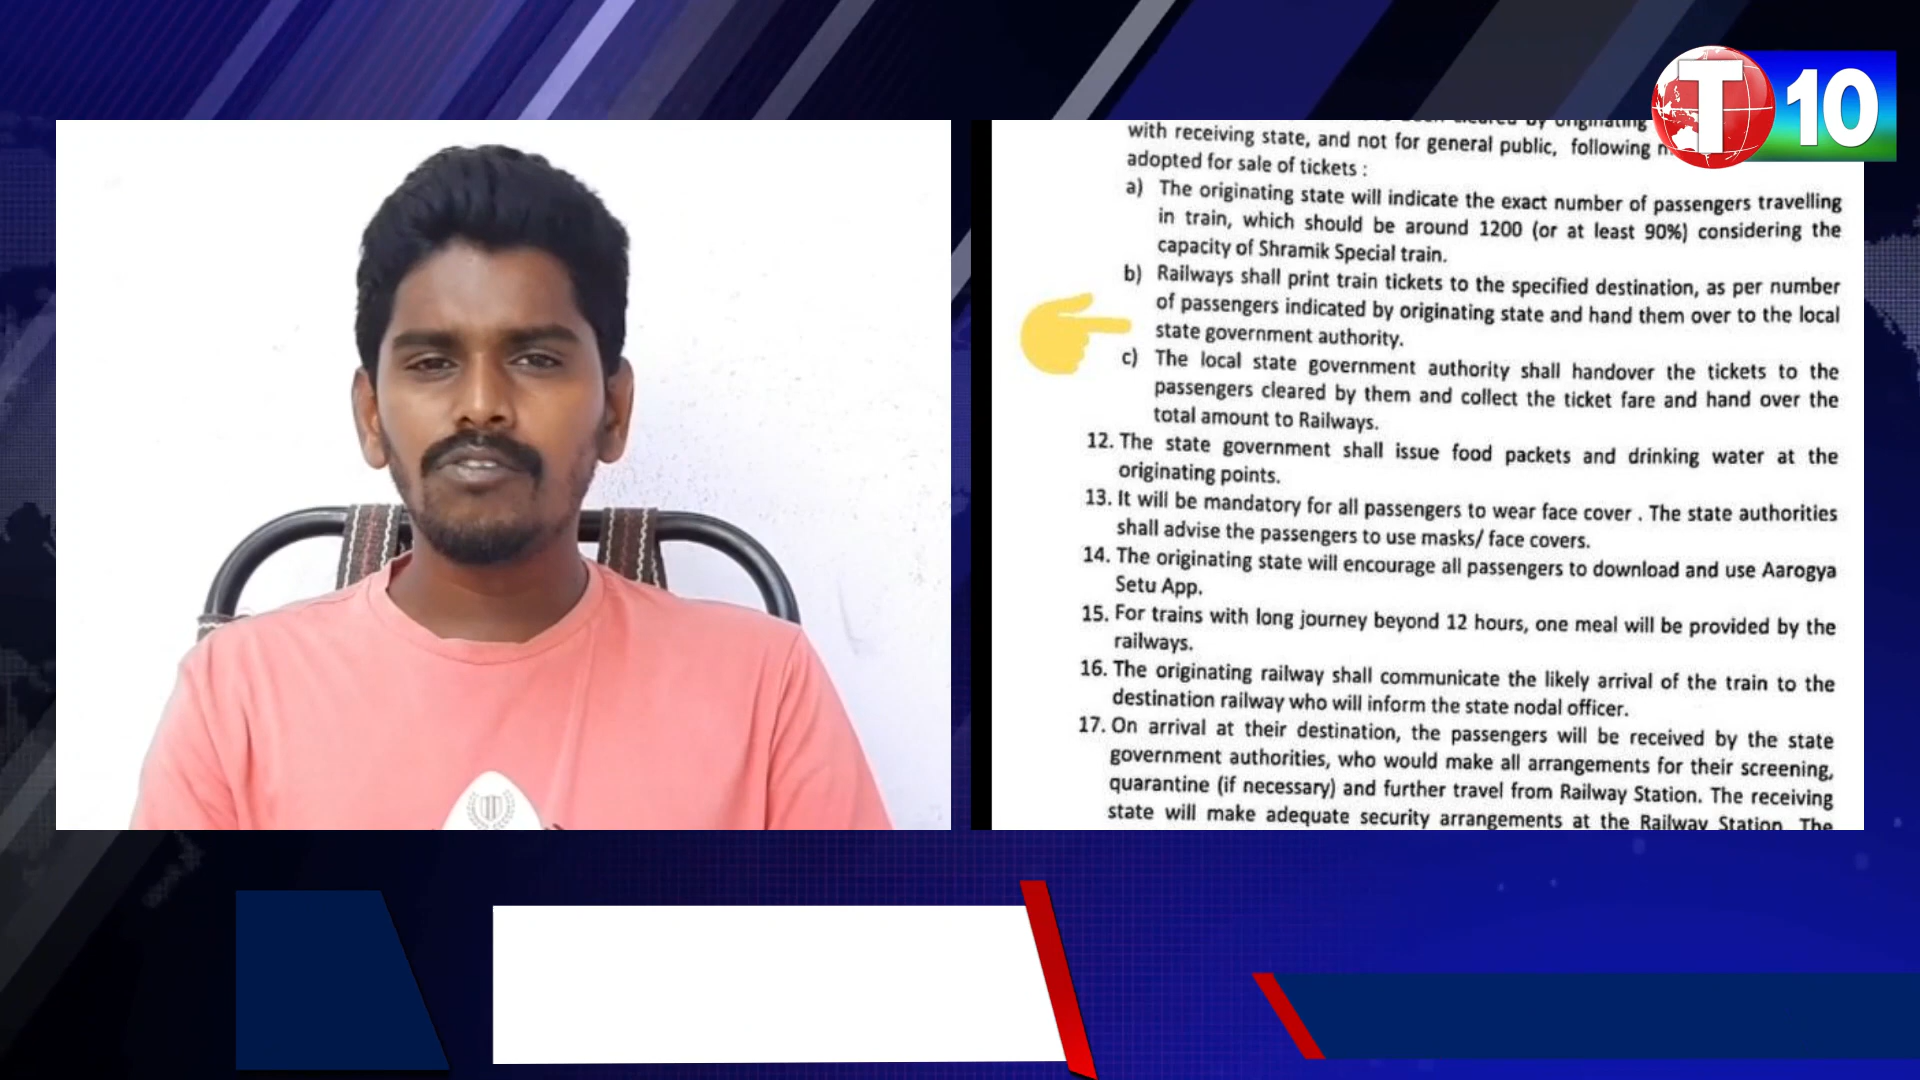 T 10
by originating
with receiving state, and not for general public, following
adopted for sale of tickets :
a) The originating state will indicate the exact number of passengers travelling
in train, which should be around 1200 (or at least 90%) considering the
capacity of Shramik Special train.
b) Railways shall print train tickets to the specified destination, as per number
of passengers indicated by originating state and hand them over to the local
state government authority.
c) The local state government authority shall handover the tickets to the
passengers cleared by them and collect the ticket fare and hand over the
total amount to Railways.
12. The state government shall issue food packets and drinking water at the
originating points.
13. It will be mandatory for all passengers to wear face cover . The state authorities
shall advise the passengers to use masks/ face covers.
14. The originating state will encourage all passengers to download and use Aarogya
Setu App.
15. For trains with long journey beyond 12 hours, one meal will be provided by the
railways.
16. The originating railway shall communicate the likely arrival of the train to the
destination railway who will inform the state nodal officer.
17. On arrival at their destination, the passengers will be received by the state
government authorities, who would make all arrangements for their screening,
quarantine (if necessary) and further travel from Railway Station. The receiving
state will make adequate security arrangements at the Railway Station. The